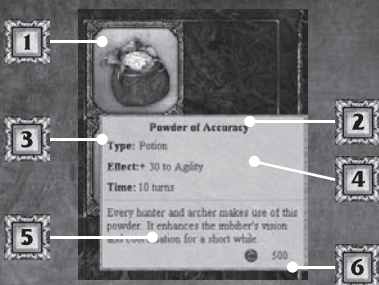 1
Powder of Accuracy
2
3
Type: Potion
Effect:+ 30 to Agility
4
Time: 10 turns
Every hunter and archer makes use of this
5
powder. It enhances the imbiber's vision
and coordination for a short while.
500
6